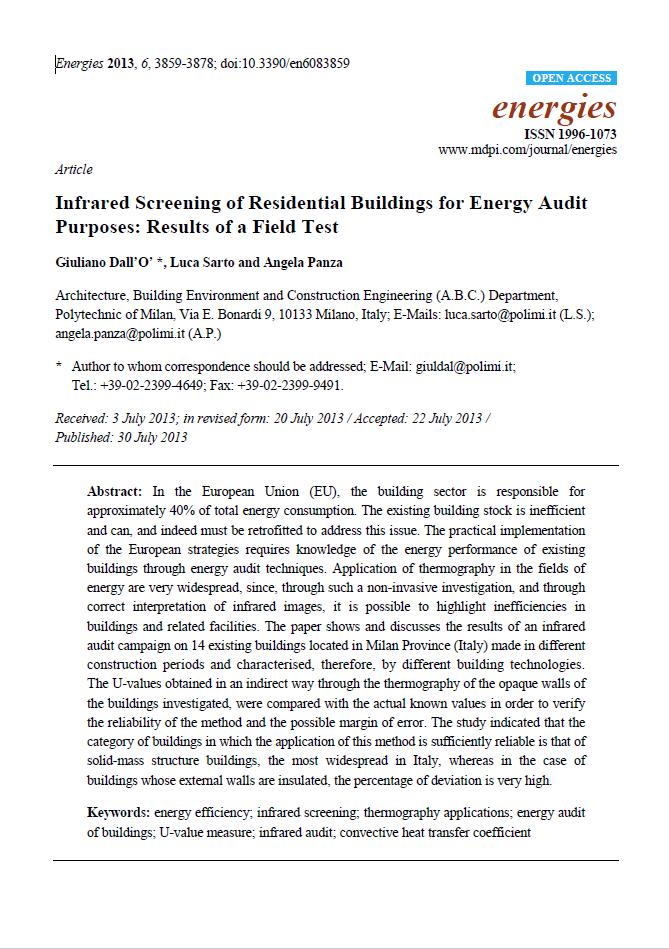 Energies 2013, 6, 3859-3878; doi:10.3390/en6083859
OPEN ACCESS
energies
ISSN 1996-1073
www.mdpi.com/journal/energies
Article
Infrared Screening of Residential Buildings for Energy Audit
Purposes: Results of a Field Test
Giuliano Dall'O' *, Luca Sarto and Angela Panza
Architecture, Building Environment and Construction Engineering (A.B.C.) Department,
Polytechnic of Milan, Via E. Bonardi 9, 10133 Milano, Italy; E-Mails: luca.sarto@polimi.it (L.S.);
angela.panza@polimi.it (A.P.)
* Author to whom correspondence should be addressed; E-Mail: giuldal@polimi.it;
Tel.: +39-02-2399-4649; Fax: +39-02-2399-9491.
Received: 3 July 2013; in revised form: 20 July 2013 / Accepted: 22 July 2013 /
Published: 30 July 2013
Abstract: In the European Union (EU), the building sector is responsible for
approximately 40% of total energy consumption. The existing building stock is inefficient
and can, and indeed must be retrofitted to address this issue. The practical implementation
of the European strategies requires knowledge of the energy performance of existing
buildings through energy audit techniques. Application of thermography in the fields of
energy are very widespread, since, through such a non-invasive investigation, and through
correct interpretation of infrared images, it is possible to highlight inefficiencies in
buildings and related facilities. The paper shows and discusses the results of an infrared
audit campaign on 14 existing buildings located in Milan Province (Italy) made in different
construction periods and characterised, therefore, by different building technologies.
The U-values obtained in an indirect way through the thermography of the opaque walls of
the buildings investigated, were compared with the actual known values in order to verify
the reliability of the method and the possible margin of error. The study indicated that the
category of buildings in which the application of this method is sufficiently reliable is that of
solid-mass structure buildings, the most widespread in Italy, whereas in the case of
buildings whose external walls are insulated, the percentage of deviation is very high.
Keywords: energy efficiency; infrared screening; thermography applications; energy audit
of buildings; U-value measure; infrared audit; convective heat transfer coefficient